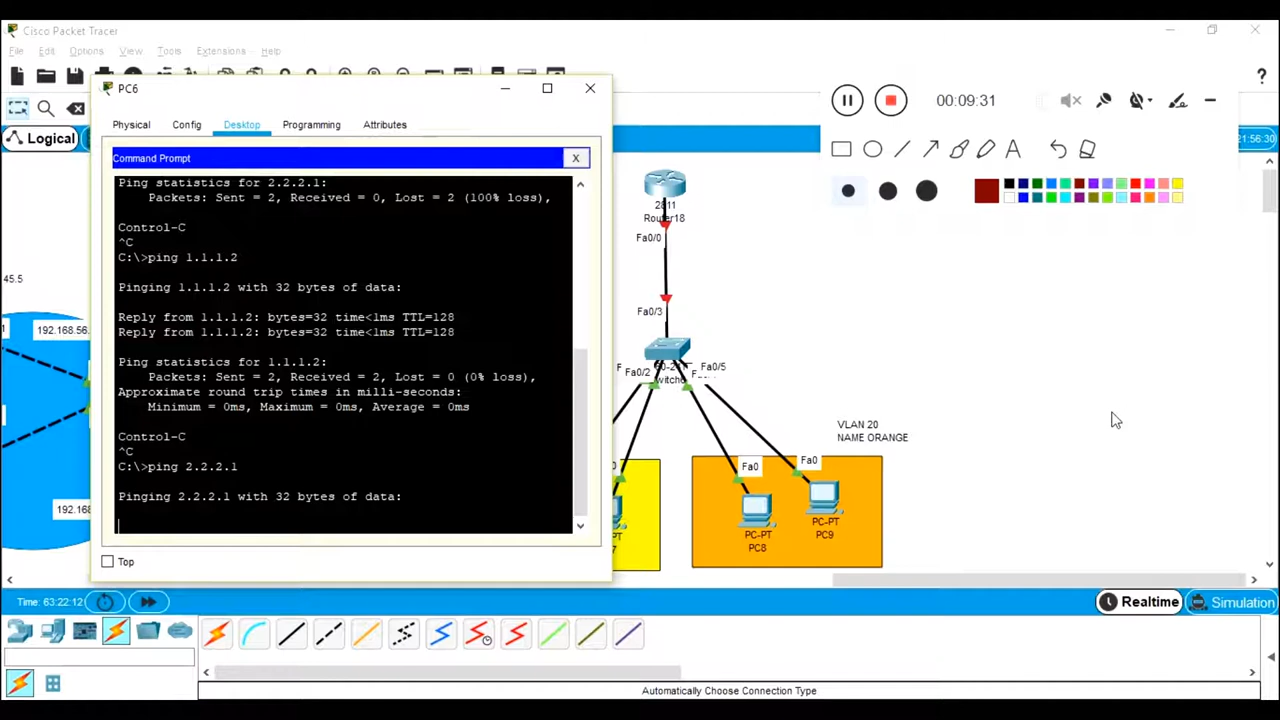 Cisco Packet Tracer
File Edit Options View Tools Extensions Help
PC6
00:09:31
Logical
Physical Config Desktop Programming Attributes
21:56:30
Command Prompt
X
Ping statistics for 2.2.2.1:
Packets: Sent = 2, Received = 0, Lost = 2 (100% loss),
Control-C
^C
C:\>ping 1.1.1.2
Pinging 1.1.1.2 with 32 bytes of data:
Reply from 1.1.1.2: bytes=32 time<1ms TTL=128
Reply from 1.1.1.2: bytes=32 time<1ms TTL=128
Ping statistics for 1.1.1.2:
Packets: Sent = 2, Received = 2, Lost = 0 (0% loss),
Approximate round trip times in milli-seconds:
Minimum = 0ms, Maximum = 0ms, Average = 0ms
Control-C
^C
C:\>ping 2.2.2.1
Pinging 2.2.2.1 with 32 bytes of data:
Top
45.5
192.168.56.
192.168
2811
Router18
Fa0/0
Fa0/3
Fa0/2
Fa0/5
VLAN 20
NAME ORANGE
Fa0
Fa0
PC-PT
PC8
PC-PT
PC9
Time: 63:22:12
Realtime
Simulation
Automatically Choose Connection Type